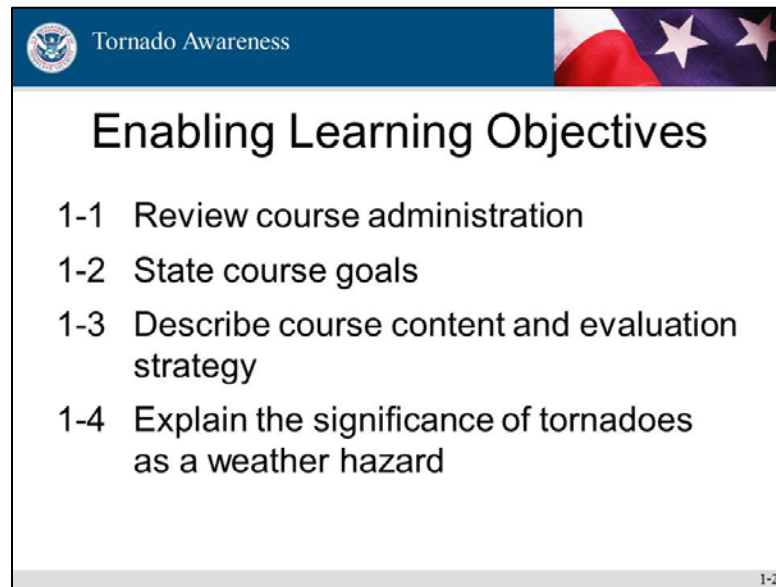 Tornado Awareness
Enabling Learning Objectives
1-1 Review course administration
1-2 State course goals
1-3 Describe course content and evaluation
strategy
1-4 Explain the significance of tornadoes
as a weather hazard
1-2